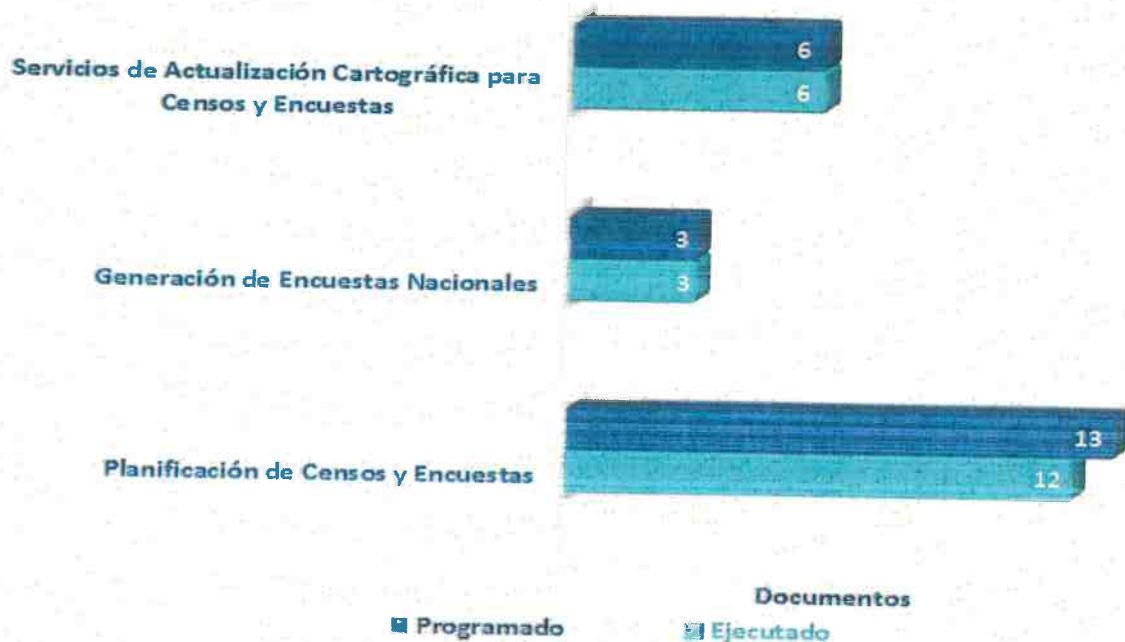 Servicios de Actualización Cartográfica para
Censos y Encuestas
6
6
Generación de Encuestas Nacionales
3
3
Planificación de Censos y Encuestas
13
12
Documentos
Programado
Ejecutado